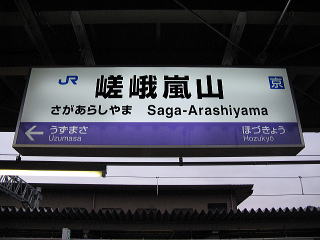 JR 嵯峨嵐山 京
さがあらしやま Saga-Arashiyama
← うずまさ ほづきょう
Uzumasa Hozukyō